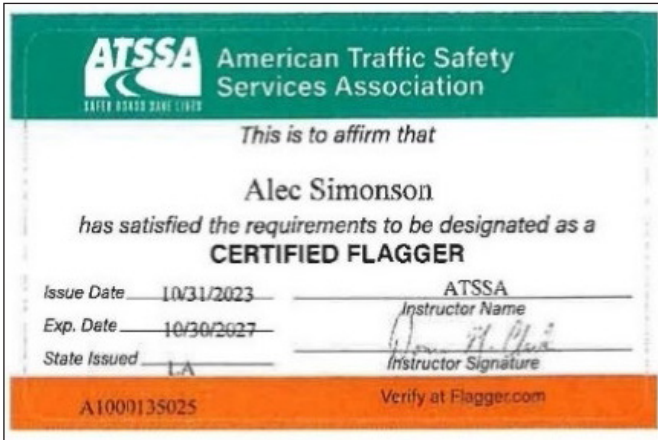 ATSSA
SAFER ROADS SAVE LIVES
American Traffic Safety
Services Association
This is to affirm that
Alec Simonson
has satisfied the requirements to be designated as a
CERTIFIED FLAGGER
Issue Date 10/31/2023
ATSSA
Instructor Name
Exp. Date 10/30/2027
State Issued LA
Instructor Signature
A1000135025
Verify at Flagger.com